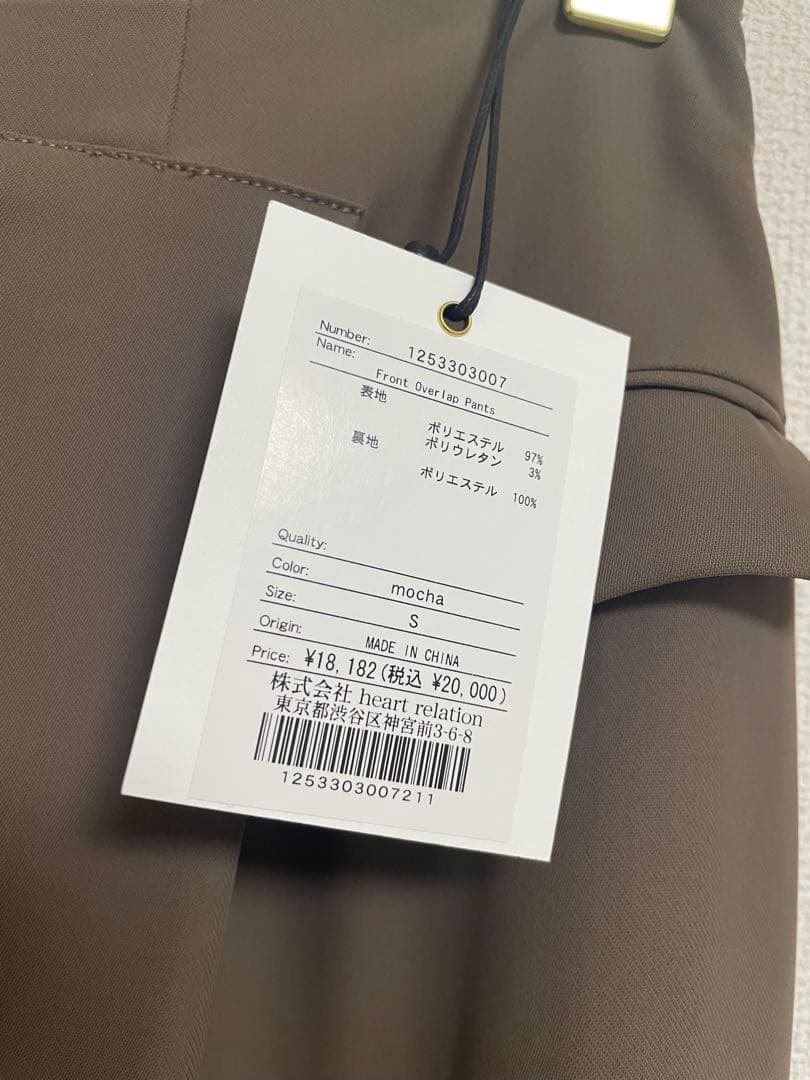 Number: 1253303007
Name: Front Overlap Pants
表地
ポリエステル 97%
ポリウレタン 3%
裏地
ポリエステル 100%
Quality:
Color: mocha
Size: S
Origin: MADE IN CHINA
Price: ¥18,182(税込 ¥20,000)
株式会社 heart relation
東京都渋谷区神宮前3-6-8
1253303007211